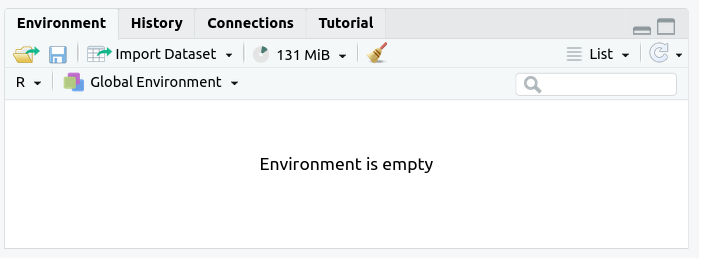 Environment History Connections Tutorial
Import Dataset 131 MiB List
R Global Environment
Environment is empty